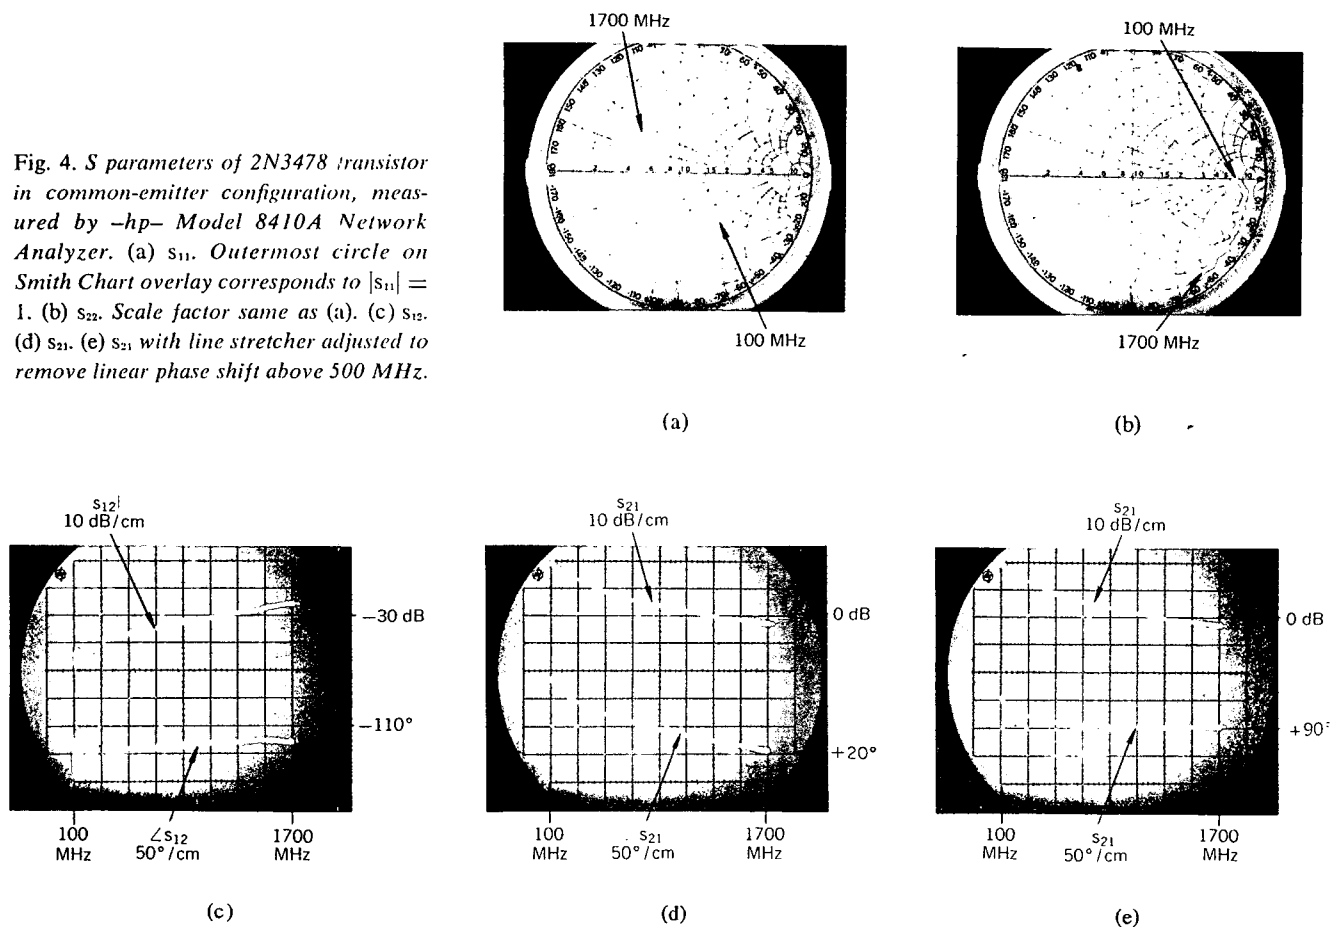 Fig. 4. S parameters of 2N3478 transistor
in common-emitter configuration, meas-
ured by –hp– Model 8410A Network
Analyzer. (a) s₁₁. Outermost circle on
Smith Chart overlay corresponds to |s₁₁| =
1. (b) s₂₂. Scale factor same as (a). (c) s₁₂.
(d) s₂₁. (e) s₂₁ with line stretcher adjusted to
remove linear phase shift above 500 MHz.
1700 MHz
100 MHz
(a)
100 MHz
1700 MHz
(b)
s₁₂|
10 dB/cm
–30 dB
–110°
100
MHz
∠s₁₂
50°/cm
1700
MHz
(c)
s₂₁
10 dB/cm
0 dB
+20°
100
MHz
s₂₁
50°/cm
1700
MHz
(d)
s₂₁
10 dB/cm
0 dB
+90°
100
MHz
s₂₁
50°/cm
1700
MHz
(e)